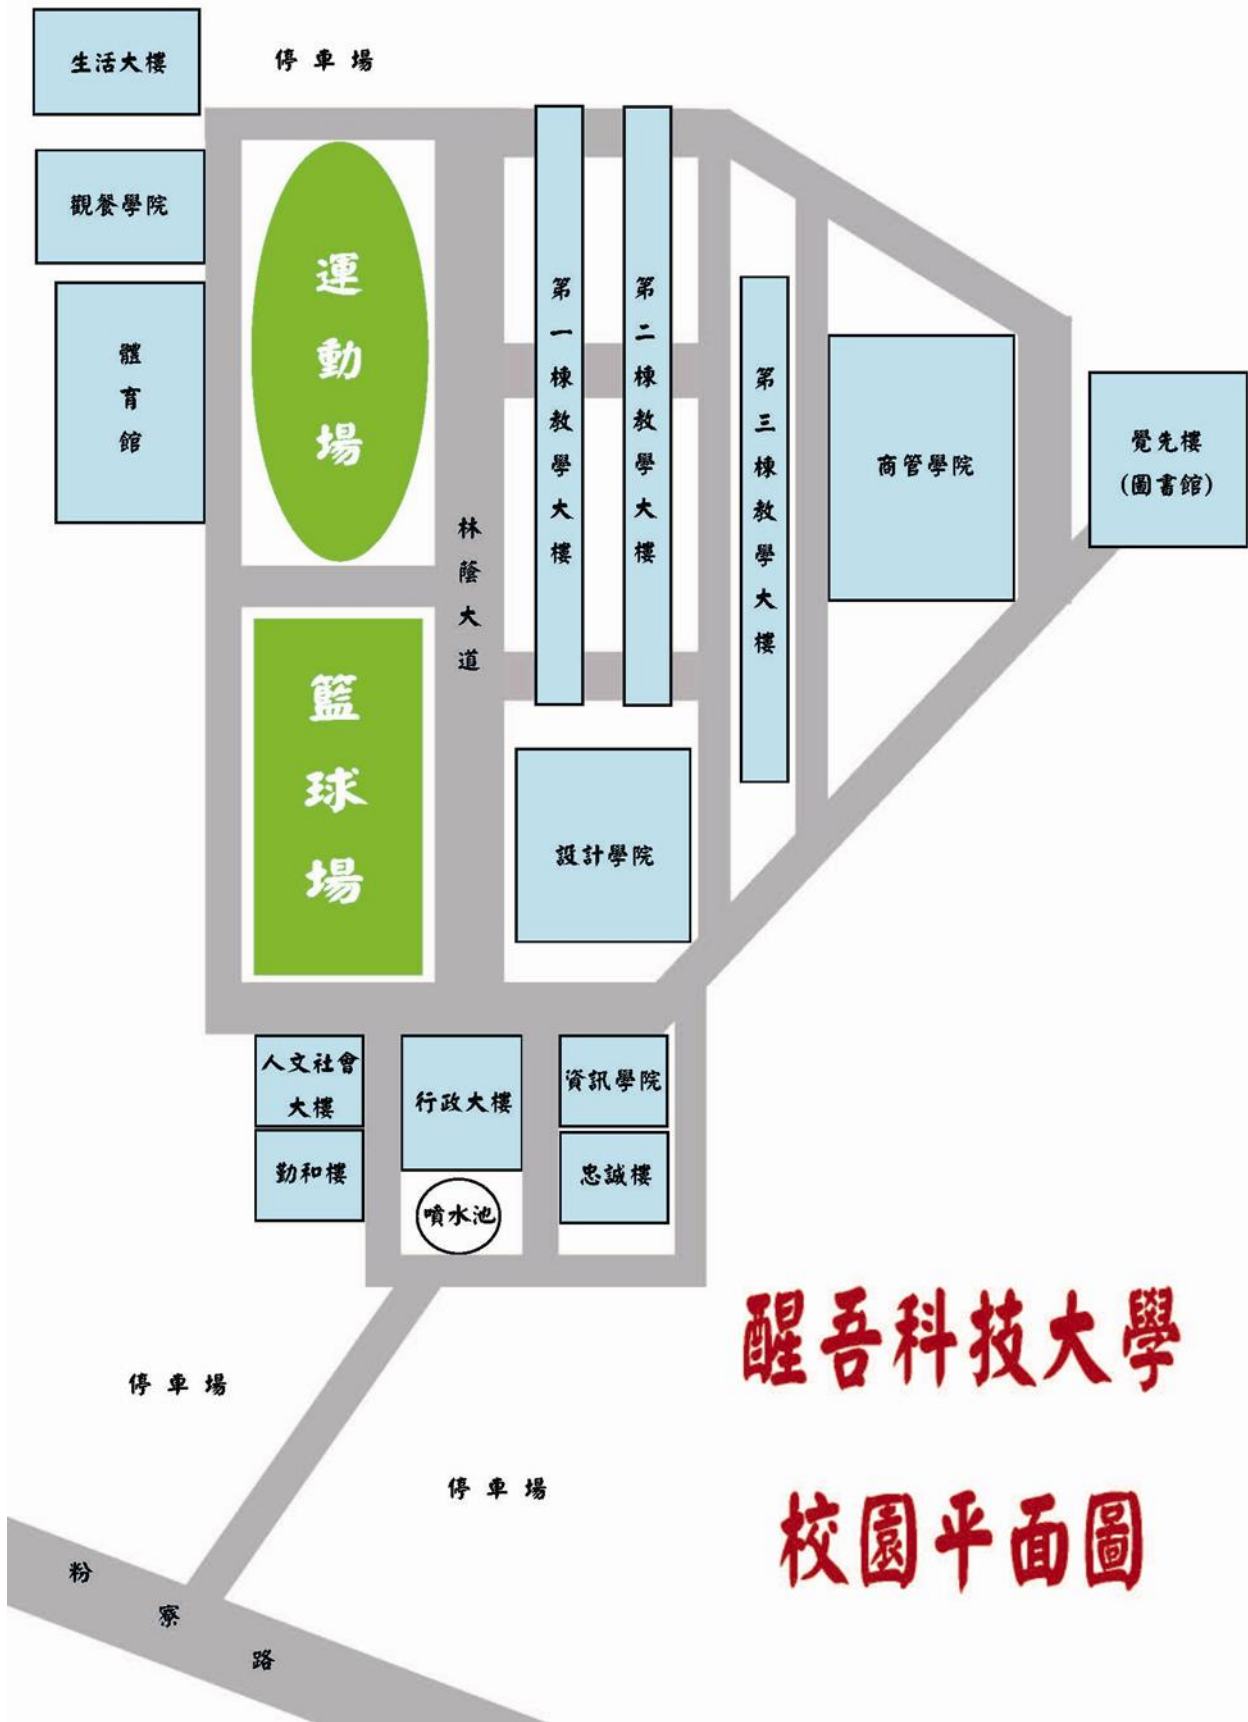 生活大樓
停車場
觀餐學院
體育館
運動場
籃球場
林蔭大道
第一棟教學大樓
第二棟教學大樓
第三棟教學大樓
商管學院
覺先樓
(圖書館)
設計學院
人文社會
大樓
勤和樓
行政大樓
噴水池
資訊學院
忠誠樓
停車場
停車場
粉寮路
醒吾科技大學
校園平面圖